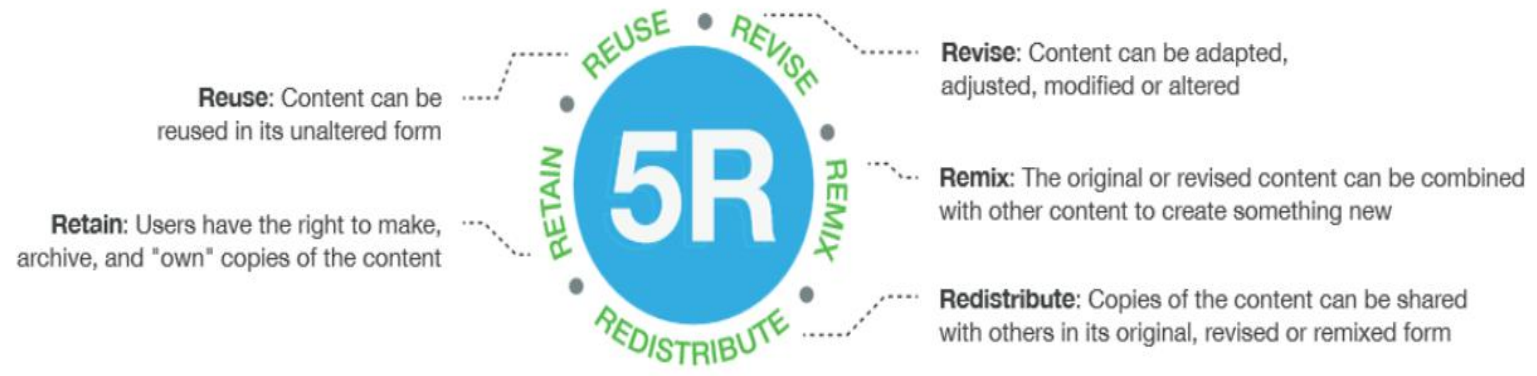 REUSE
REVISE
REMIX
REDISTRIBUTE
RETAIN
5R
Reuse: Content can be
reused in its unaltered form
Retain: Users have the right to make,
archive, and "own" copies of the content
Revise: Content can be adapted,
adjusted, modified or altered
Remix: The original or revised content can be combined
with other content to create something new
Redistribute: Copies of the content can be shared
with others in its original, revised or remixed form